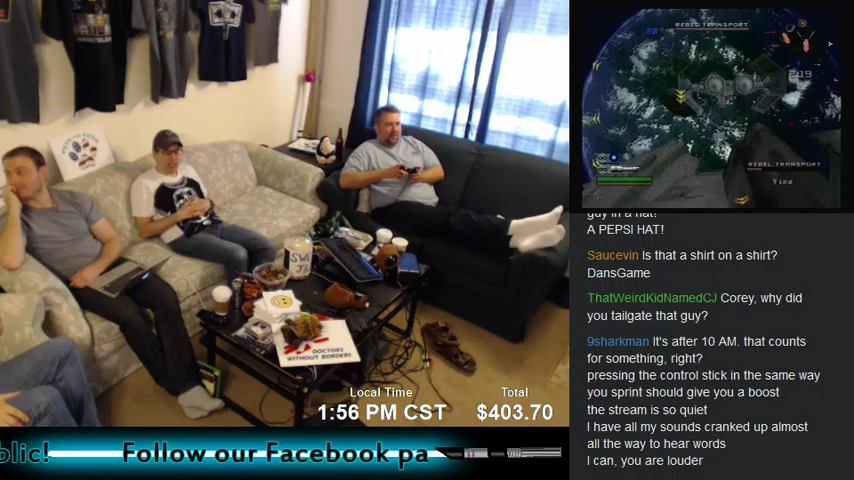 REBEL TRANSPORT
20
2:19
REBEL TRANSPORT
guy in a hat!
A PEPSI HAT!
Saucevin Is that a shirt on a shirt?
DansGame
ThatWeirdKidNamedCJ Corey, why did
you tailgate that guy?
9sharkman It's after 10 AM. that counts
for something, right?
pressing the control stick in the same way
you sprint should give you a boost
the stream is so quiet
I have all my sounds cranked up almost
all the way to hear words
I can, you are louder
DOCTORS
WITHOUT BORDERS
Local Time
Total
1:56 PM CST
$403.70
blic!
Follow our Facebook pa